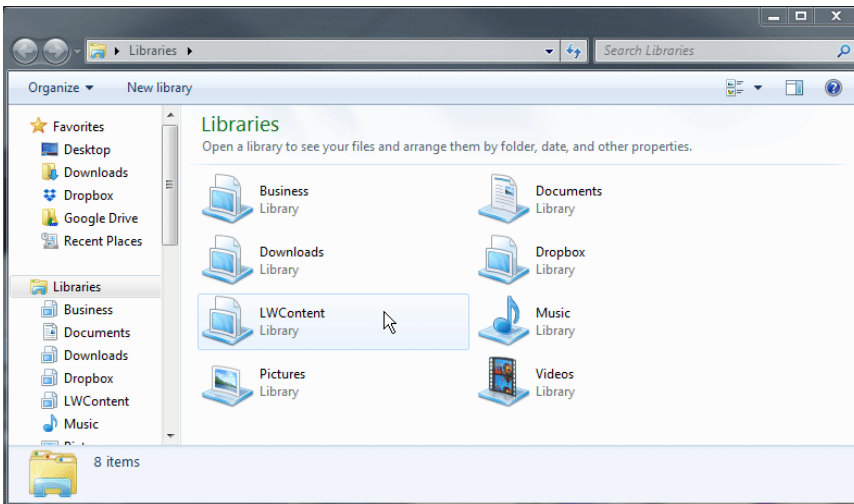 Libraries
Search Libraries
Organize
New library
Favorites
Desktop
Downloads
Dropbox
Google Drive
Recent Places
Libraries
Business
Documents
Downloads
Dropbox
LWContent
Music
Libraries
Open a library to see your files and arrange them by folder, date, and other properties.
Business
Library
Documents
Library
Downloads
Library
Dropbox
Library
LWContent
Library
Music
Library
Pictures
Library
Videos
Library
8 items